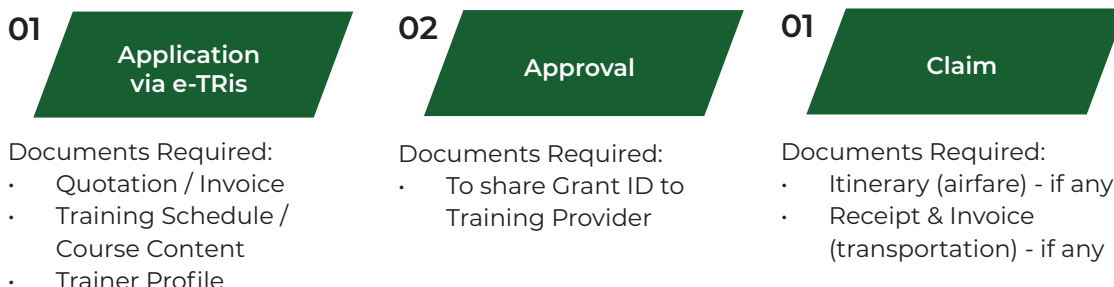 01
Application
via e-TRis
Documents Required:
• Quotation / Invoice
• Training Schedule /
Course Content
• Trainer Profile
02
Approval
Documents Required:
• To share Grant ID to
Training Provider
01
Claim
Documents Required:
• Itinerary (airfare) - if any
• Receipt & Invoice
(transportation) - if any